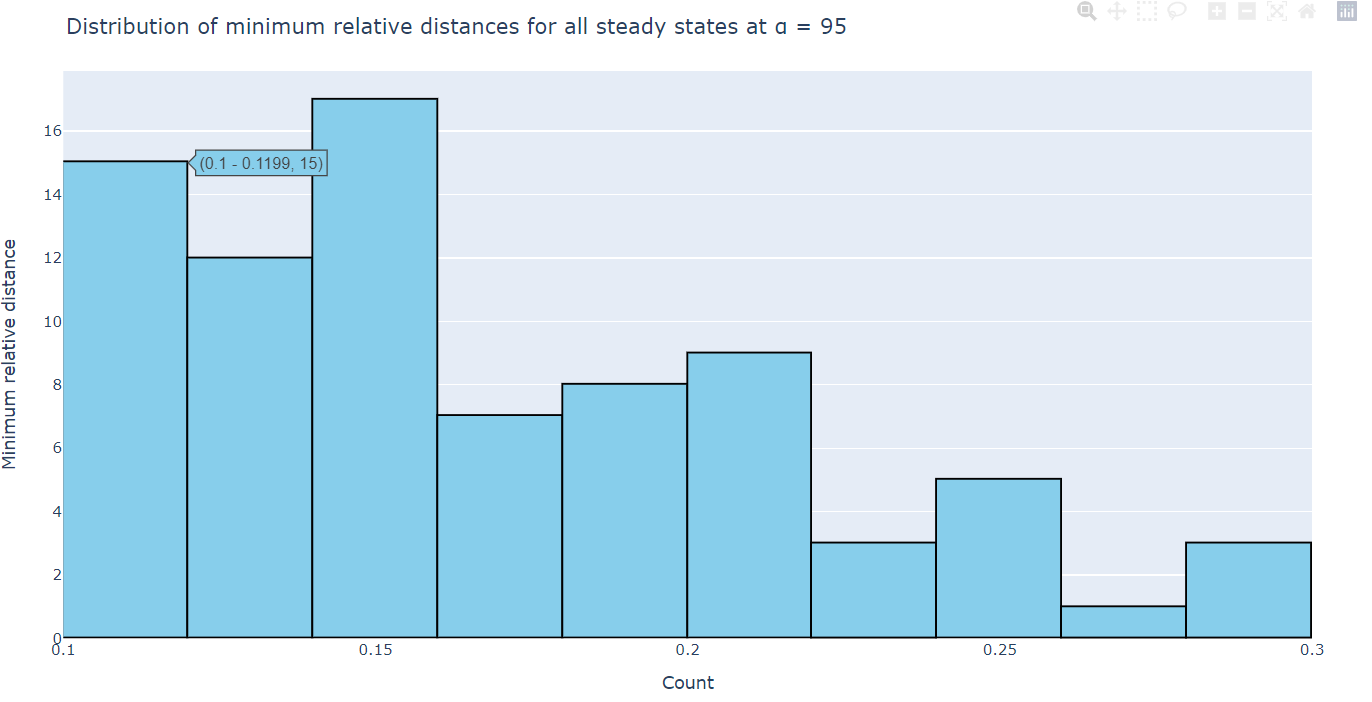 Distribution of minimum relative distances for all steady states at α = 95
16
(0.1 - 0.1199, 15)
14
12
10
8
6
4
2
0
Minimum relative distance
0.1 0.15 0.2 0.25 0.3
Count